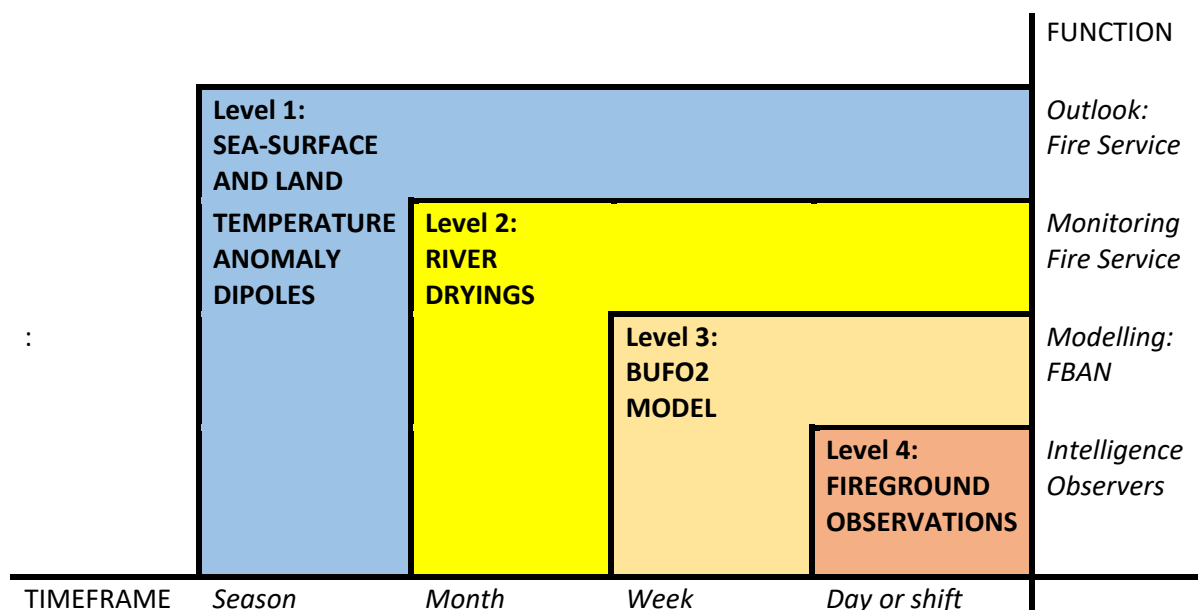 FUNCTION
Level 1:
SEA-SURFACE
AND LAND
TEMPERATURE
ANOMALY
DIPOLES
Outlook:
Fire Service
Level 2:
RIVER
DRYINGS
Monitoring
Fire Service
:
Level 3:
BUFO2
MODEL
Modelling:
FBAN
Level 4:
FIREGROUND
OBSERVATIONS
Intelligence
Observers
TIMEFRAME
Season
Month
Week
Day or shift